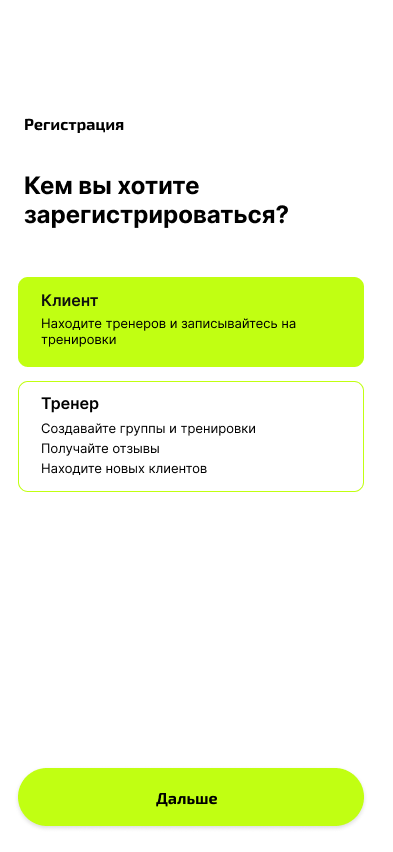 Регистрация
Кем вы хотите
зарегистрироваться?
Клиент
Находите тренеров и записывайтесь на
тренировки
Тренер
Создавайте группы и тренировки
Получайте отзывы
Находите новых клиентов
Дальше